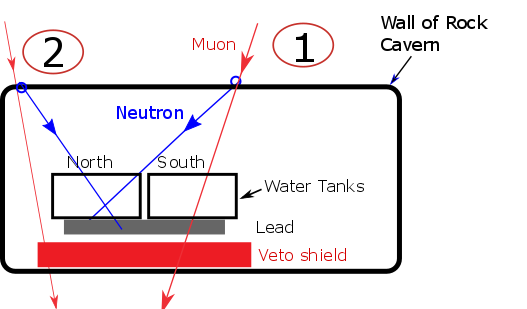 Wall of Rock
Cavern
2
Muon
1
Neutron
North
South
Water Tanks
Lead
Veto shield